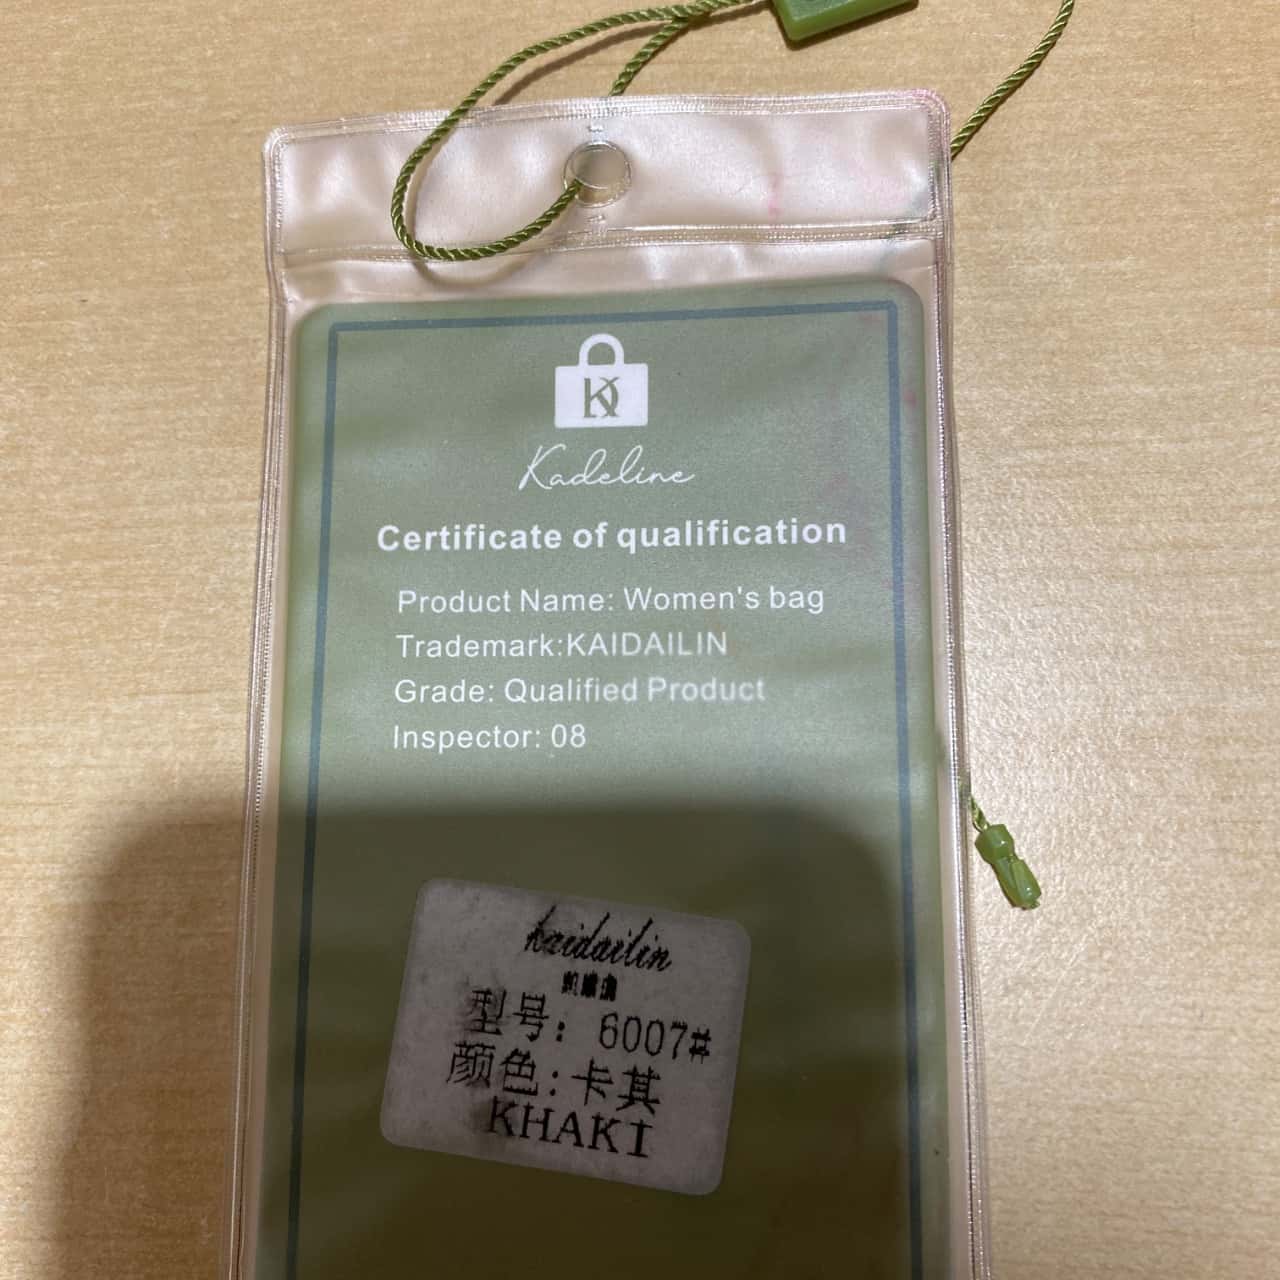 K
Kadeline
Certificate of qualification
Product Name: Women's bag
Trademark:KAIDAILIN
Grade: Qualified Product
Inspector: 08
kaidailin
型号: 6007#
颜色:卡其
KHAKI